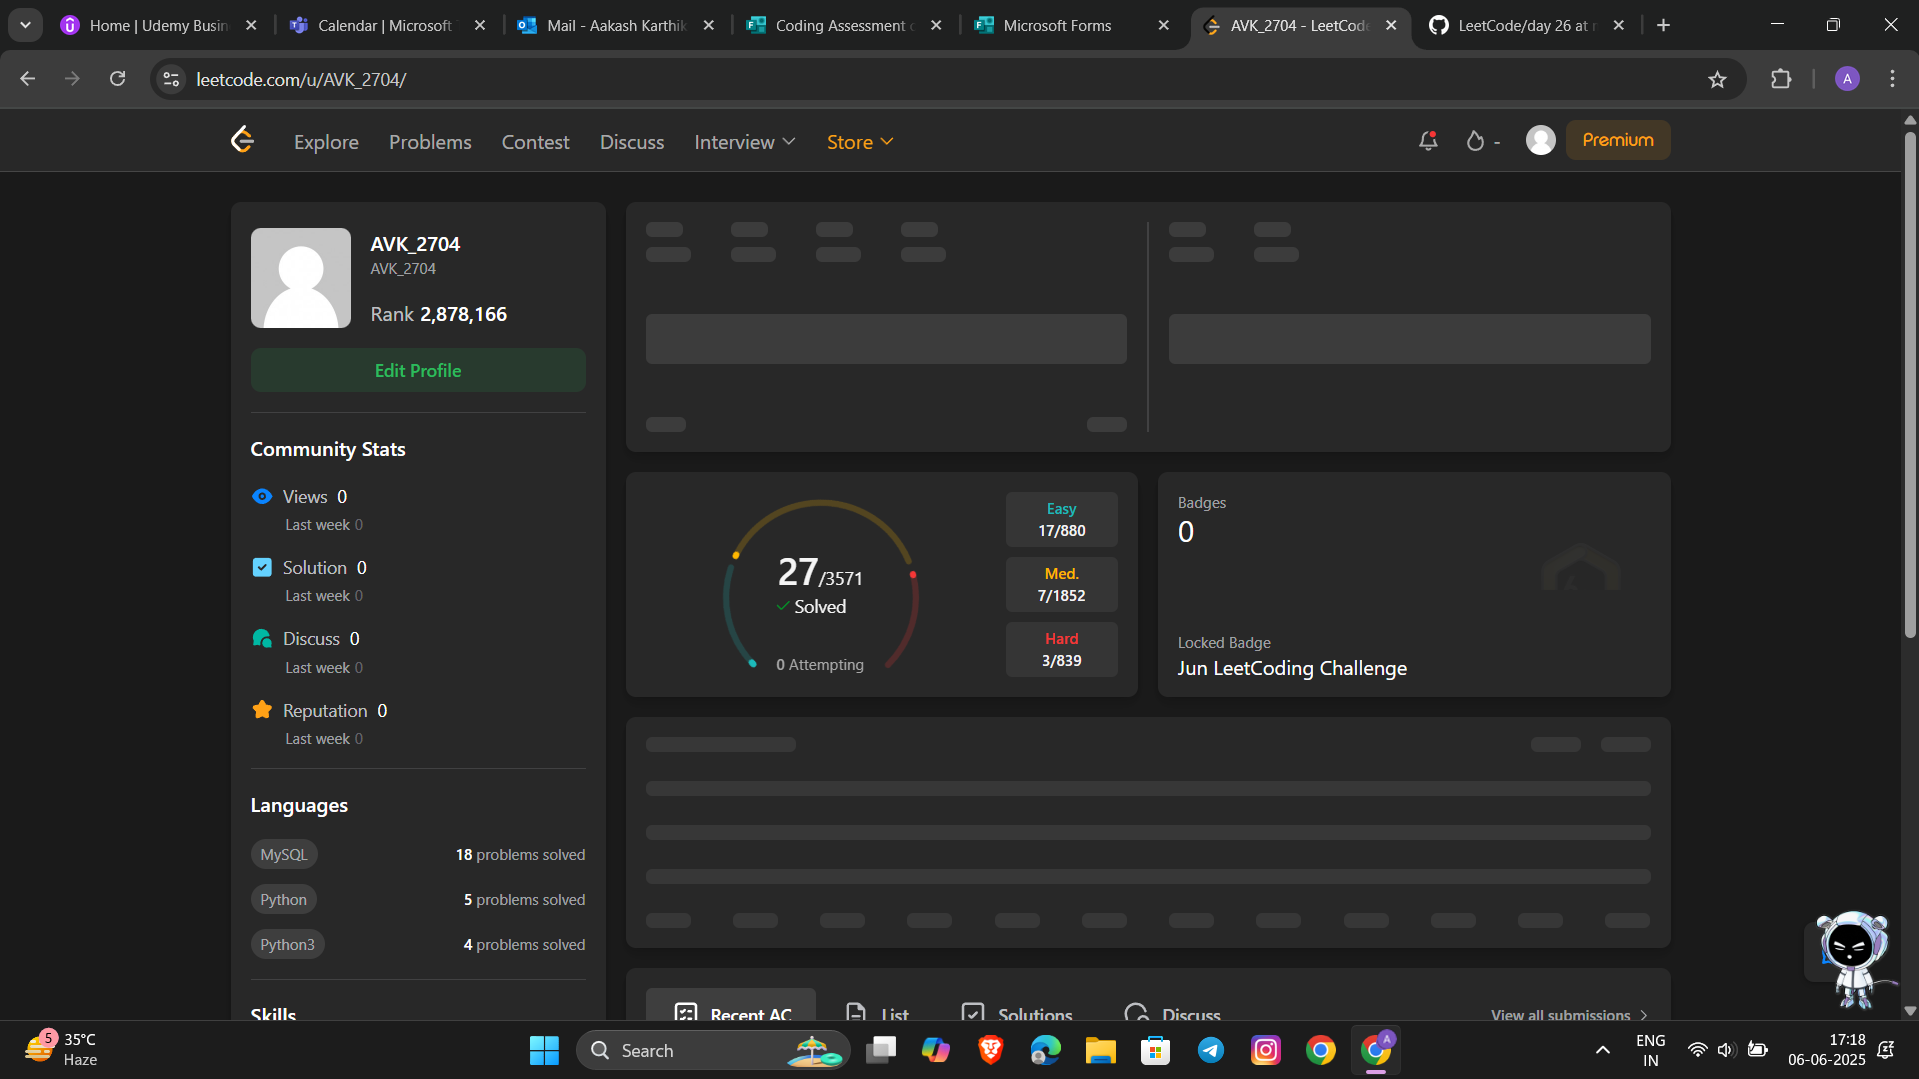 Home | Udemy Busin
Calendar | Microsoft
Mail - Aakash Karthik
Coding Assessment
Microsoft Forms
AVK_2704 - LeetCode
LeetCode/day 26 at
leetcode.com/u/AVK_2704/
A
Explore
Problems
Contest
Discuss
Interview
Store
-
Premium
AVK_2704
AVK_2704
Rank 2,878,166
Edit Profile
Community Stats
Views 0
Last week 0
Solution 0
Last week 0
Discuss 0
Last week 0
Reputation 0
Last week 0
Languages
MySQL
18 problems solved
Python
5 problems solved
Python3
4 problems solved
Skills
27/3571
Solved
0 Attempting
Easy
17/880
Med.
7/1852
Hard
3/839
Badges
0
Locked Badge
Jun LeetCoding Challenge
Recent AC
List
Solutions
Discuss
View all submissions
5
35°C
Haze
Search
A
ENG
IN
17:18
06-06-2025